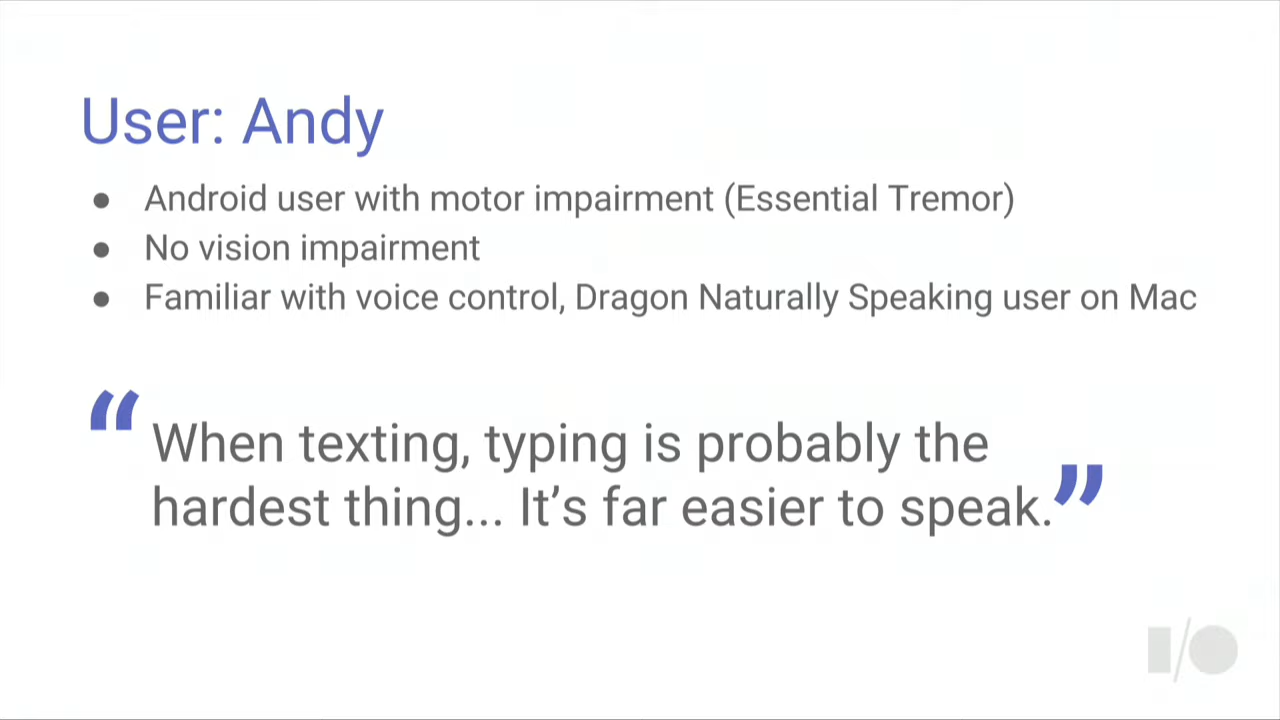 User: Andy
● Android user with motor impairment (Essential Tremor)
● No vision impairment
● Familiar with voice control, Dragon Naturally Speaking user on Mac
“When texting, typing is probably the
hardest thing... It’s far easier to speak.”
I/O